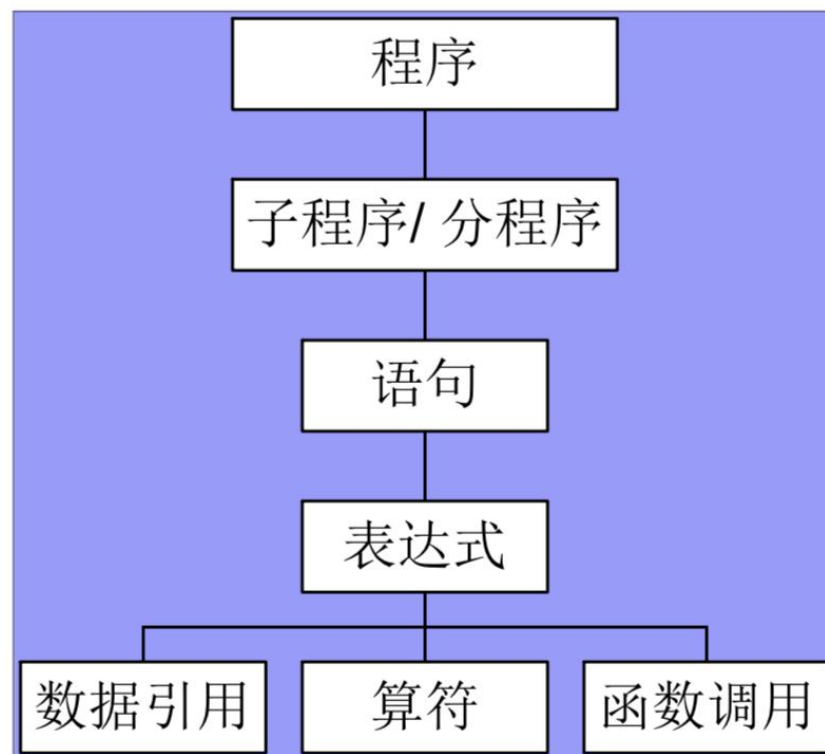 程序
子程序/ 分程序
语句
表达式
数据引用
算符
函数调用